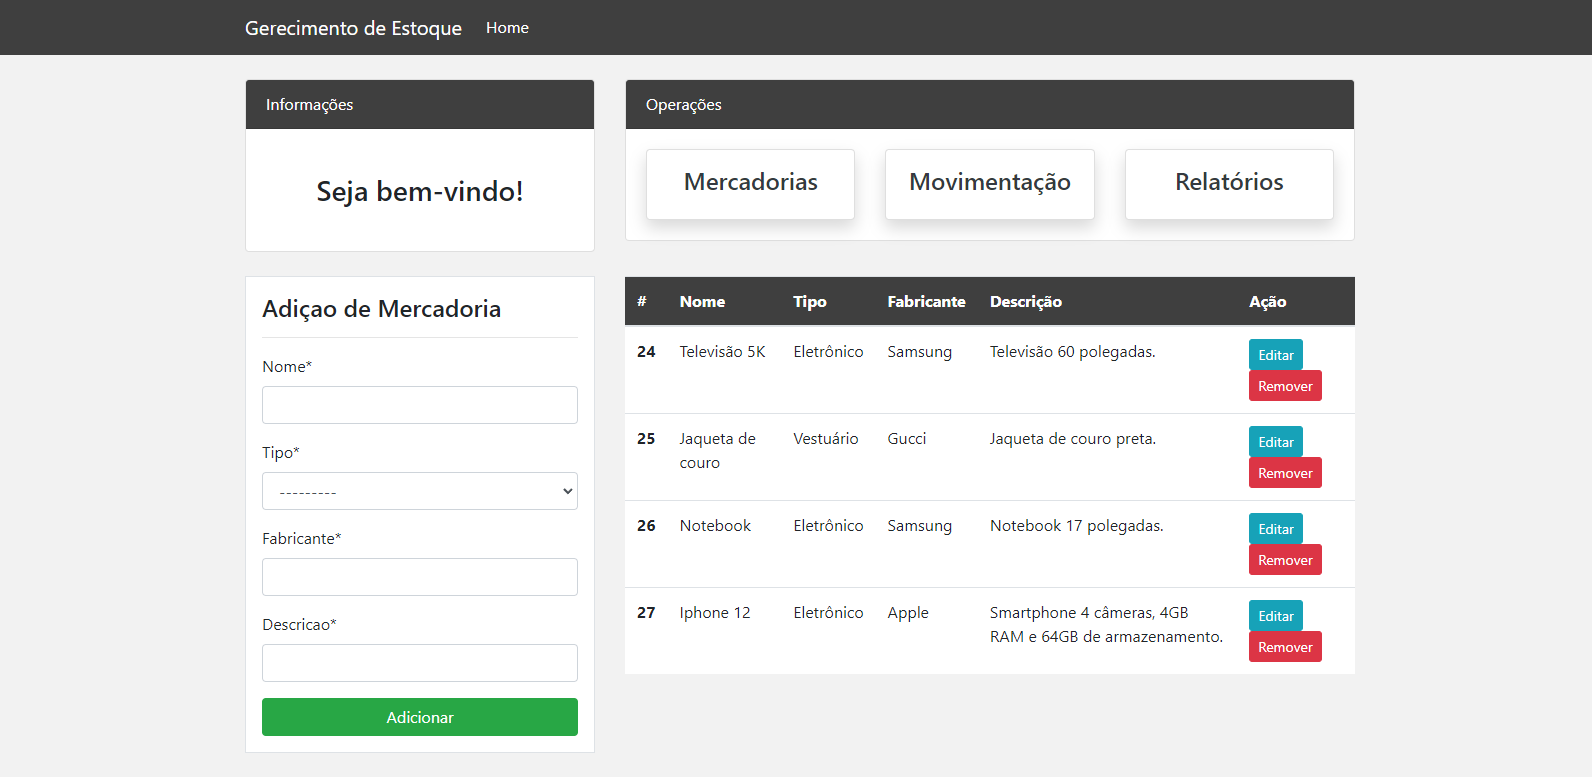 Gerecimento de Estoque Home
Informações
Seja bem-vindo!
Operações
Mercadorias Movimentação Relatórios
Adiçao de Mercadoria
Nome*
Tipo*
---------
Fabricante*
Descricao*
Adicionar
# Nome Tipo Fabricante Descrição Ação
24 Televisão 5K Eletrônico Samsung Televisão 60 polegadas. Editar
Remover
25 Jaqueta de Vestuário Gucci Jaqueta de couro preta. Editar
couro Remover
26 Notebook Eletrônico Samsung Notebook 17 polegadas. Editar
Remover
27 Iphone 12 Eletrônico Apple Smartphone 4 câmeras, 4GB Editar
RAM e 64GB de armazenamento. Remover